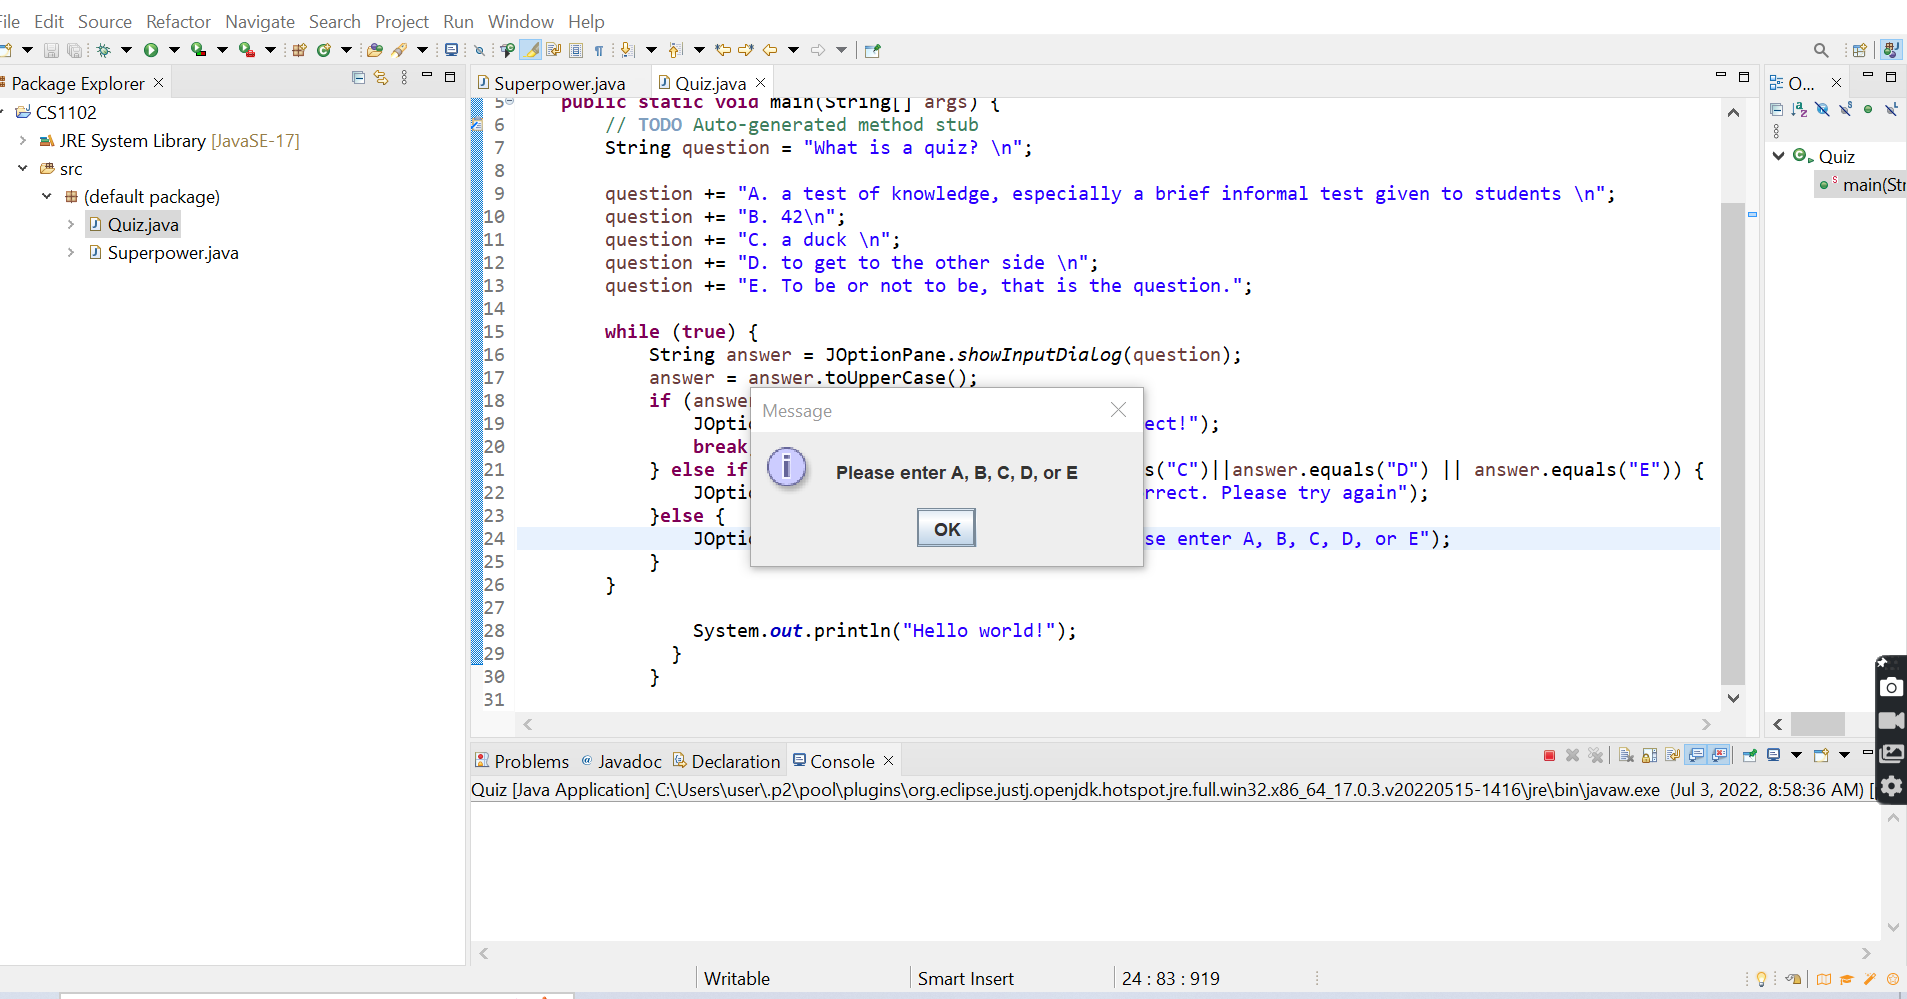 File Edit Source Refactor Navigate Search Project Run Window Help
Package Explorer
CS1102
JRE System Library [JavaSE-17]
src
(default package)
Quiz.java
Superpower.java
Superpower.java Quiz.java
5 public static void main(String[] args) {
6 // TODO Auto-generated method stub
7 String question = "What is a quiz? \n";
8
9 question += "A. a test of knowledge, especially a brief informal test given to students \n";
10 question += "B. 42\n";
11 question += "C. a duck \n";
12 question += "D. to get to the other side \n";
13 question += "E. To be or not to be, that is the question.";
14
15 while (true) {
16 String answer = JOptionPane.showInputDialog(question);
17 answer = answer.toUpperCase();
18 if (answe ect!");
19 JOpti
20 break
21 } else if s("C")||answer.equals("D") || answer.equals("E")) {
22 JOpti rrect. Please try again");
23 }else {
24 JOptio se enter A, B, C, D, or E");
25 }
26 }
27
28 System.out.println("Hello world!");
29 }
30 }
31
Message
Please enter A, B, C, D, or E
OK
O...
Quiz
main(Str
Problems @ Javadoc Declaration Console
Quiz [Java Application] C:\Users\user\.p2\pool\plugins\org.eclipse.justj.openjdk.hotspot.jre.full.win32.x86_64_17.0.3.v20220515-1416\jre\bin\javaw.exe (Jul 3, 2022, 8:58:36 AM) [
Writable Smart Insert 24 : 83 : 919